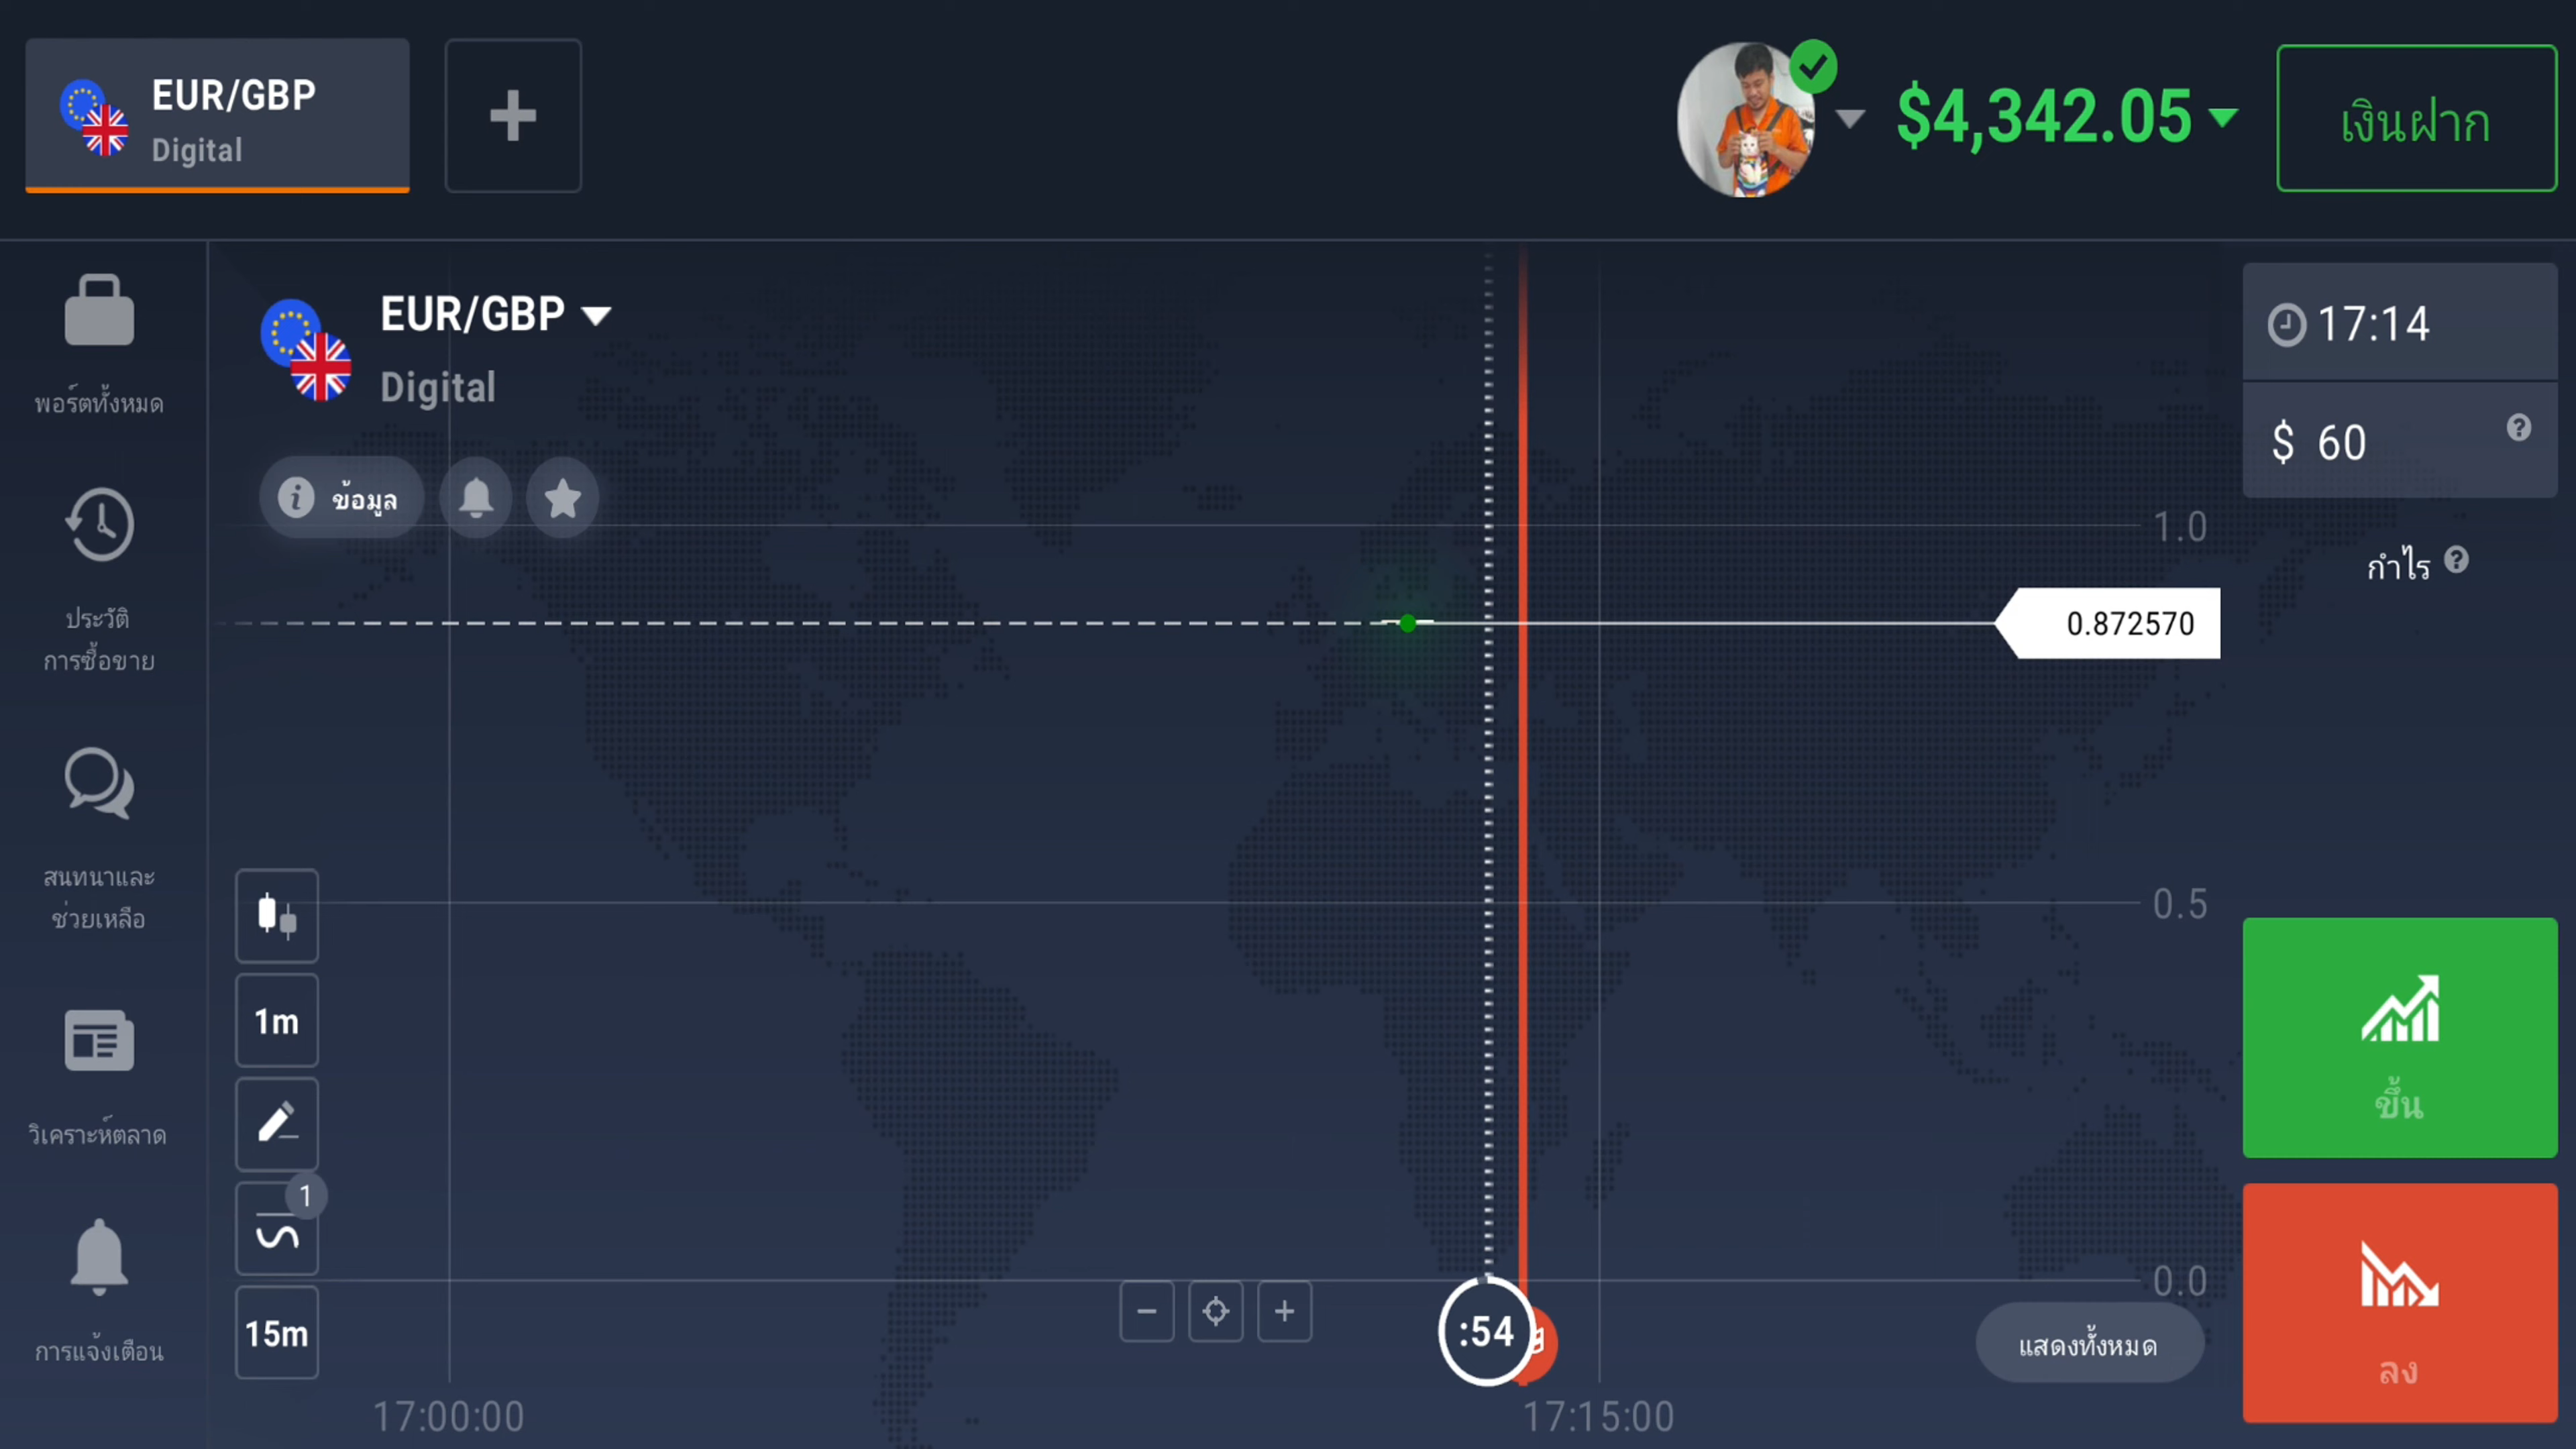 EUR/GBP
Digital
$4,342.05
เงินฝาก
พอร์ตทั้งหมด
ประวัติ
การซื้อขาย
สนทนาและ
ช่วยเหลือ
วิเคราะห์ตลาด
การแจ้งเตือน
EUR/GBP
Digital
ข้อมูล
1m
1
15m
17:00:00
:54
17:15:00
1.0
0.872570
0.5
0.0
แสดงทั้งหมด
17:14
$ 60
กำไร
ขึ้น
ลง